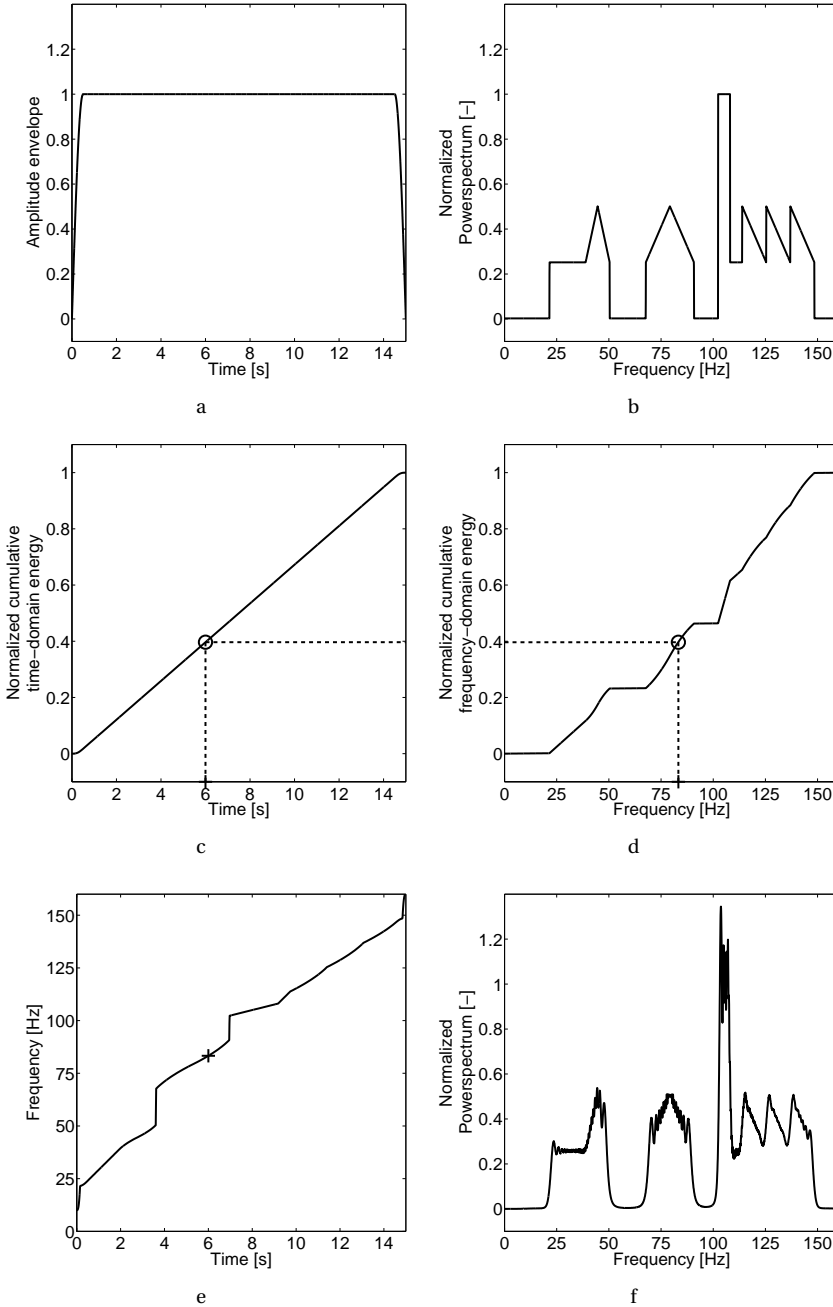 1.2
1
0.8
0.6
0.4
0.2
0
0 2 4 6 8 10 12 14
Time [s]
Amplitude envelope
a
1.2
1
0.8
0.6
0.4
0.2
0
0 25 50 75 100 125 150
Frequency [Hz]
Normalized
Powerspectrum [−]
b
1
0.8
0.6
0.4
0.2
0
0 2 4 6 8 10 12 14
Time [s]
Normalized cumulative
time−domain energy
c
1
0.8
0.6
0.4
0.2
0
0 25 50 75 100 125 150
Frequency [Hz]
Normalized cumulative
frequency−domain energy
d
150
125
100
75
50
25
0
0 2 4 6 8 10 12 14
Time [s]
Frequency [Hz]
e
1.2
1
0.8
0.6
0.4
0.2
0
0 25 50 75 100 125 150
Frequency [Hz]
Normalized
Powerspectrum [−]
f